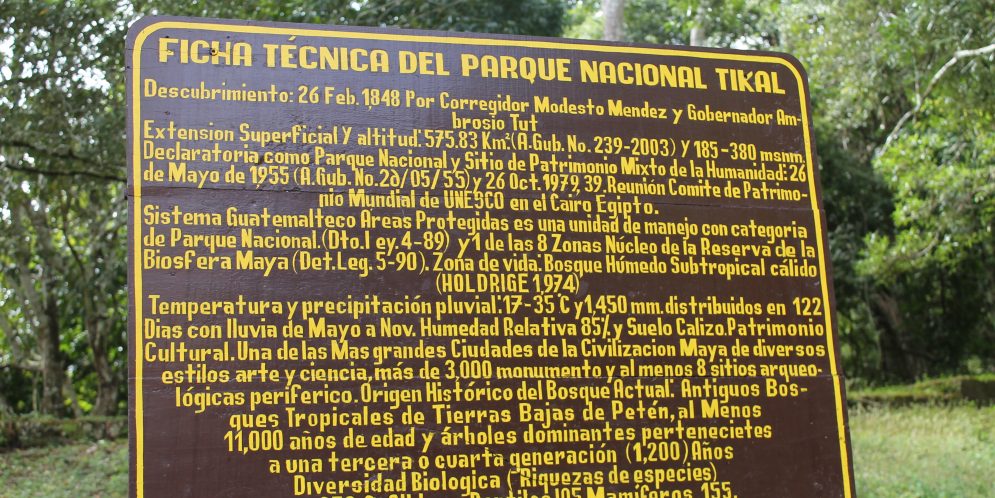 FICHA TÉCNICA DEL PARQUE NACIONAL TIKAL
Descubrimiento: 26 Feb. 1848 Por Corregidor Modesto Mendez y Gobernador Am-
brosio Tut
Extension Superficial y altitud: 575.83 Km².(A.Gub. No. 239-2003) y 185-380 msnm.
Declaratoria como Parque Nacional y Sitio de Patrimonio Mixto de la Humanidad: 26
de Mayo de 1955 (A.Gub. No.26/05/55) y 26 Oct. 1979, 39. Reunión Comite de Patrimo-
nio Mundial de UNESCO en el Cairo Egipto.
Sistema Guatemalteco Areas Protegidas es una unidad de manejo con categoria
de Parque Nacional.(Dto.Ley.4-89) y 1 de las 8 Zonas Núcleo de la Reserva de la
Biosfera Maya (Det.Leg. 5-90). Zona de vida: Bosque Húmedo Subtropical cálido
(HOLDRIGE 1,974)
Temperatura y precipitación pluvial: 17-35°C y 1,450 mm. distribuidos en 122
Dias con lluvia de Mayo a Nov. Humedad Relativa 85% y Suelo Calizo. Patrimonio
Cultural. Una de las Mas grandes Ciudades de la Civilizacion Maya de diversos
estilos arte y ciencia, más de 3,000 monumento y al menos 8 sitios arqueo-
lógicas periferico. Origen Histórico del Bosque Actual: Antiguos Bos-
ques Tropicales de Tierras Bajas de Petén, al Menos
11,000 años de edad y árholes dominantes pertenecietes
a una tercera o cuarta generación (1,200) Años
Diversidad Biologica (Riquezas de especies)
105 Mamiferos 155,